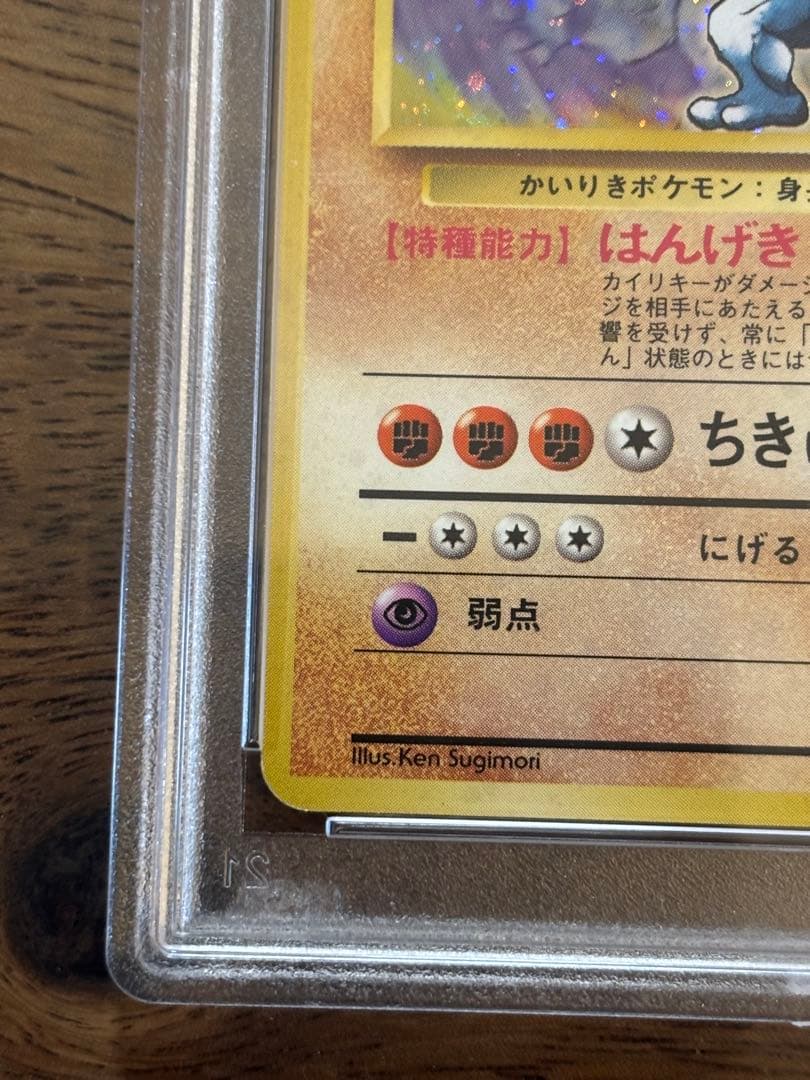 かいりきポケモン：身
【特種能力】 はんげき
カイリキーがダメー
ジを相手にあたえる
響を受けず、常に「
ん」状態のときには
ちき
にげる
弱点
Illus.Ken Sugimori
21